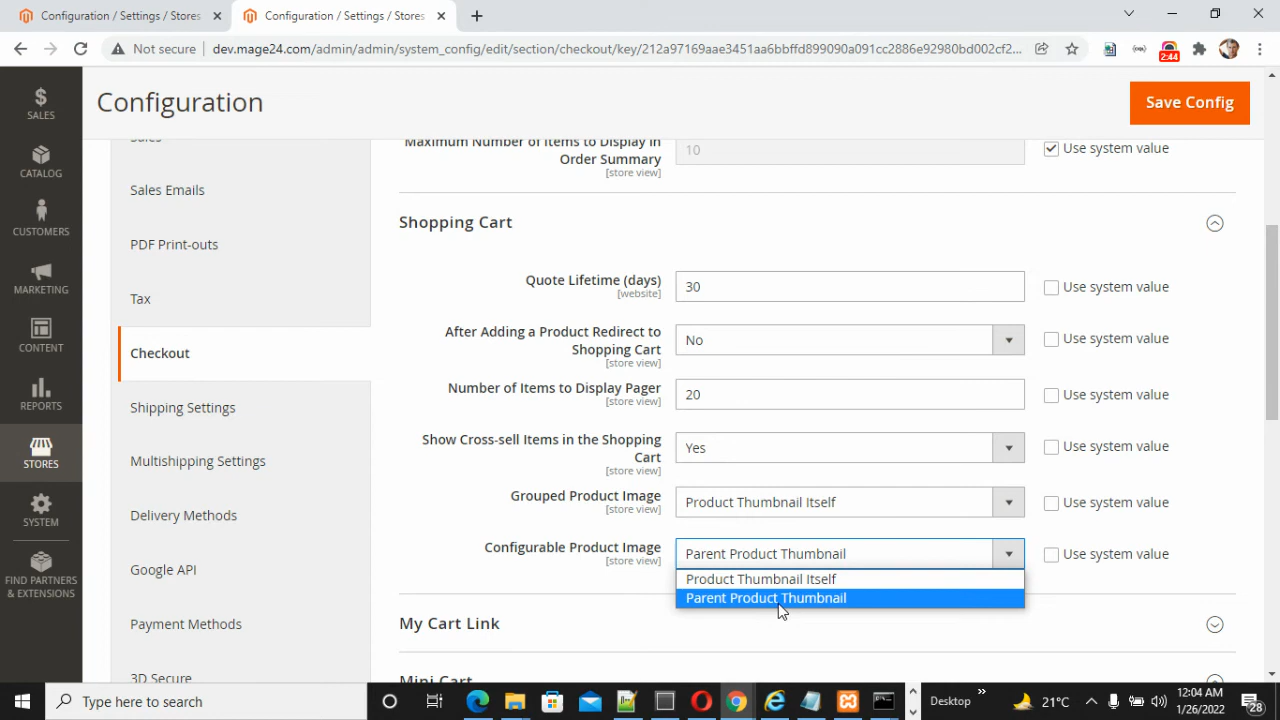 Configuration / Settings / Stores
Configuration / Settings / Stores
Not secure
dev.mage24.com/admin/admin/system_config/edit/section/checkout/key/212a97169aae3451aa6bbffd899090a091cc2886e92980bd002cf2...
2:44
SALES
CATALOG
CUSTOMERS
MARKETING
CONTENT
REPORTS
STORES
SYSTEM
FIND PARTNERS
& EXTENSIONS
Configuration
Save Config
Sales
Sales Emails
PDF Print-outs
Tax
Checkout
Shipping Settings
Multishipping Settings
Delivery Methods
Google API
Payment Methods
3D Secure
Maximum Number of Items to Display in
Order Summary
[store view]
10
Use system value
Shopping Cart
Quote Lifetime (days)
[website]
30
Use system value
After Adding a Product Redirect to
Shopping Cart
[store view]
No
Use system value
Number of Items to Display Pager
[store view]
20
Use system value
Show Cross-sell Items in the Shopping
Cart
[store view]
Yes
Use system value
Grouped Product Image
[store view]
Product Thumbnail Itself
Use system value
Configurable Product Image
[store view]
Parent Product Thumbnail
Use system value
Product Thumbnail Itself
Parent Product Thumbnail
My Cart Link
Mini Cart
Type here to search
Desktop
21°C
12:04 AM
1/26/2022
28